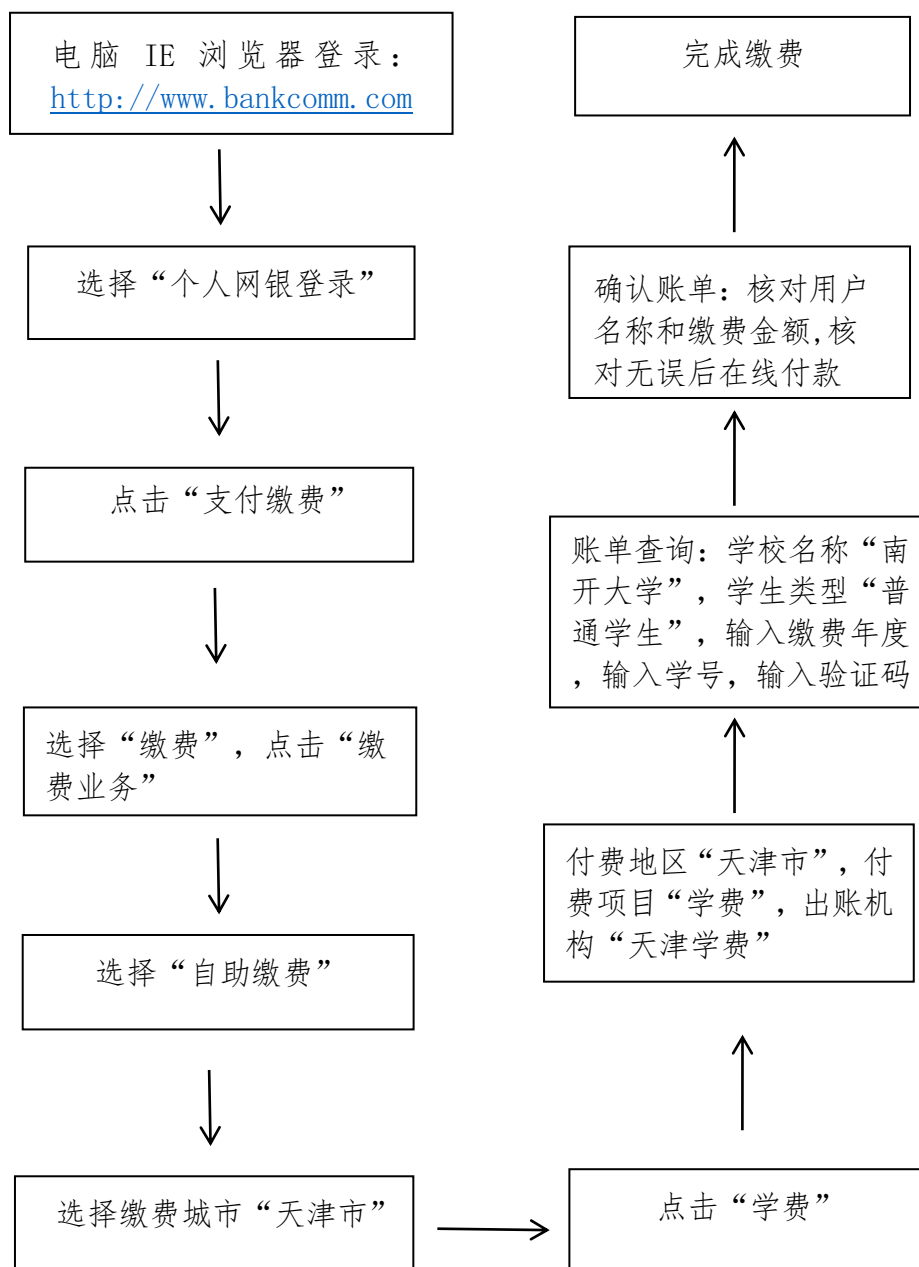 电脑 IE 浏览器登录：
http://www.bankcomm.com
选择“个人网银登录”
点击“支付缴费”
选择“缴费”，点击“缴
费业务”
选择“自助缴费”
选择缴费城市“天津市”
点击“学费”
付费地区“天津市”，付
费项目“学费”，出账机
构“天津学费”
账单查询：学校名称“南
开大学”，学生类型“普
通学生”，输入缴费年度
，输入学号，输入验证码
确认账单：核对用户
名称和缴费金额,核
对无误后在线付款
完成缴费